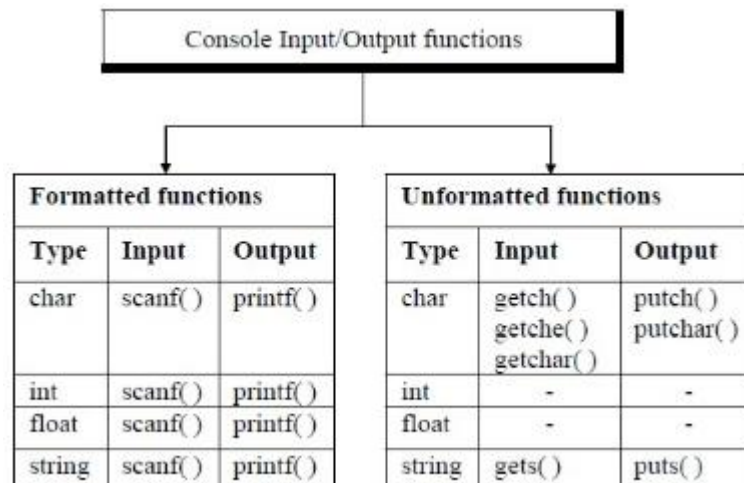 Console Input/Output functions
Formatted functions
Type Input Output
char scanf( ) printf( )
int scanf( ) printf( )
float scanf( ) printf( )
string scanf( ) printf( )
Unformatted functions
Type Input Output
char getch( ) putch( )
getche( ) putchar( )
getchar( )
int - -
float - -
string gets( ) puts( )